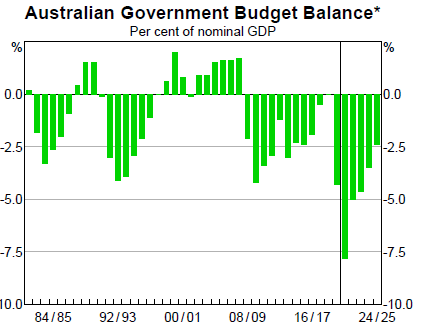 Australian Government Budget Balance*
Per cent of nominal GDP
% %
0.0 0.0
-2.5 -2.5
-5.0 -5.0
-7.5 -7.5
-10.0 -10.0
84/85 92/93 00/01 08/09 16/17 24/25